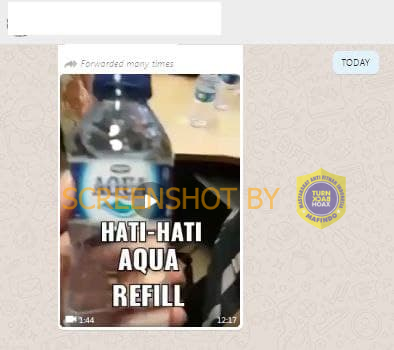 Forwarded many times
TODAY
AQUA
SCREENSHOT BY
MASYARAKAT ANTI FITNAH INDONESIA
TURN
BACK
HOAX
MAFINDO
HATI-HATI
AQUA
REFILL
1:44
12:17